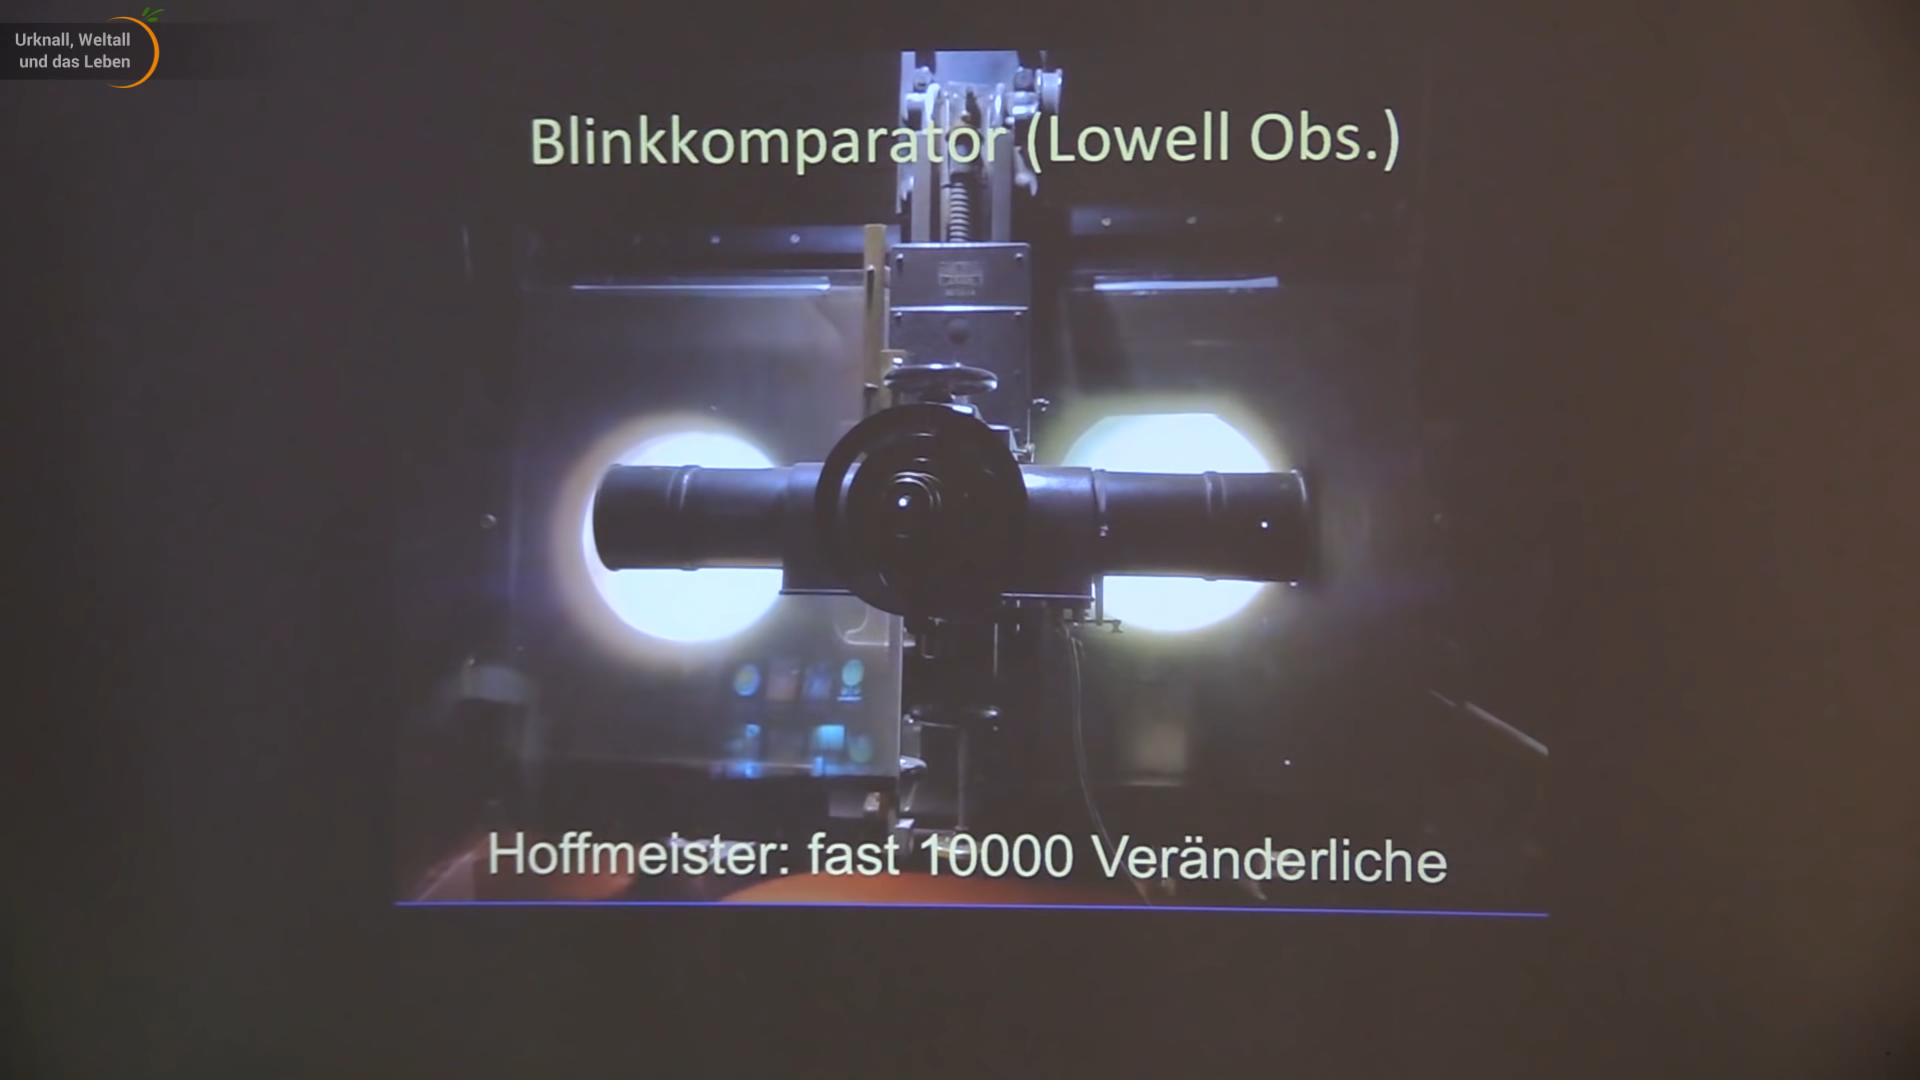 Urknall, Weltall
und das Leben
Blinkkomparator (Lowell Obs.)
Hoffmeister: fast 10000 Veränderliche